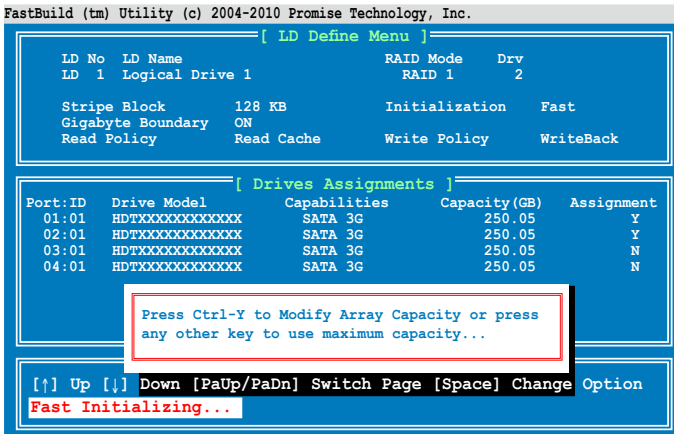 FastBuild (tm) Utility (c) 2004-2010 Promise Technology, Inc.
[ LD Define Menu ]
LD No LD Name RAID Mode Drv
LD 1 Logical Drive 1 RAID 1 2
Stripe Block 128 KB Initialization Fast
Gigabyte Boundary ON
Read Policy Read Cache Write Policy WriteBack
[ Drives Assignments ]
Port:ID Drive Model Capabilities Capacity(GB) Assignment
01:01 HDTXXXXXXXXXXXX SATA 3G 250.05 Y
02:01 HDTXXXXXXXXXXXX SATA 3G 250.05 Y
03:01 HDTXXXXXXXXXXXX SATA 3G 250.05 N
04:01 HDTXXXXXXXXXXXX SATA 3G 250.05 N
Press Ctrl-Y to Modify Array Capacity or press
any other key to use maximum capacity...
[↑] Up [↓] Down [PaUp/PaDn] Switch Page [Space] Change Option
Fast Initializing...